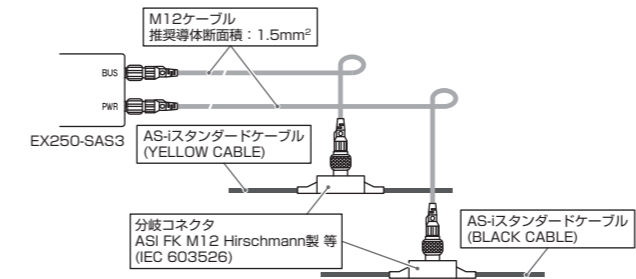 M12ケーブル
推奨導体断面積：1.5mm²
BUS
PWR
EX250-SAS3
AS-iスタンダードケーブル
(YELLOW CABLE)
分岐コネクタ
ASI FK M12 Hirschmann製 等
(IEC 603526)
AS-iスタンダードケーブル
(BLACK CABLE)